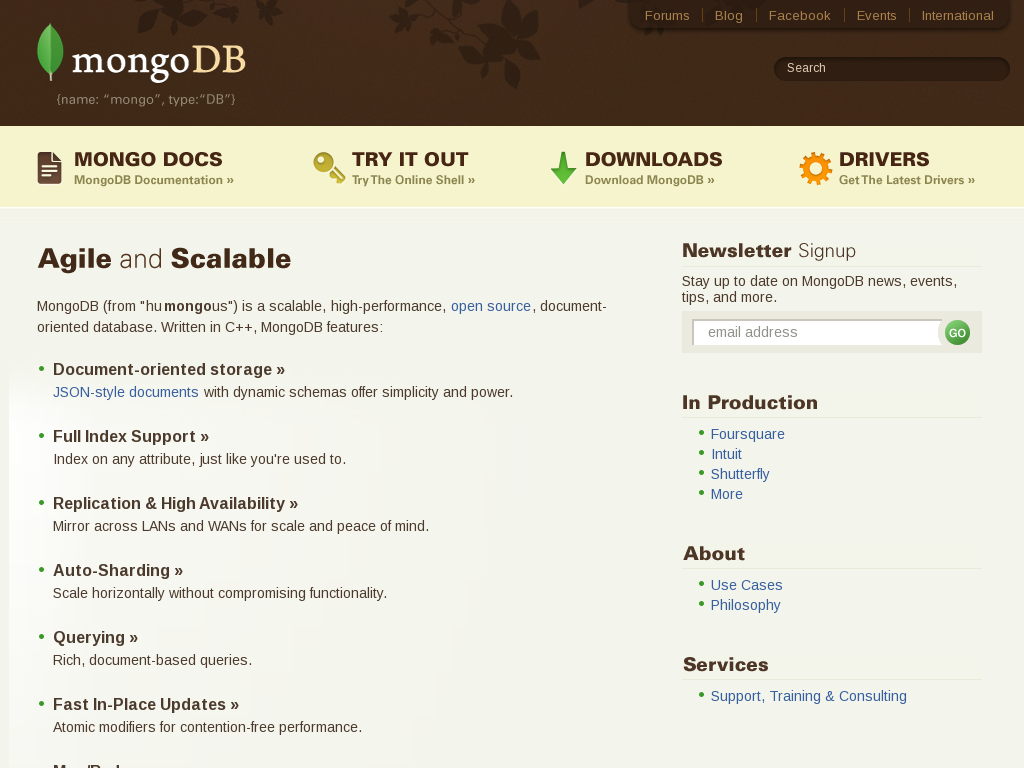 Forums
Blog
Facebook
Events
International
mongoDB
{name: “mongo”, type:“DB”}
Search
MONGO DOCS
MongoDB Documentation »
TRY IT OUT
Try The Online Shell »
DOWNLOADS
Download MongoDB »
DRIVERS
Get The Latest Drivers »
Agile and Scalable
MongoDB (from "humongous") is a scalable, high-performance, open source, document-
oriented database. Written in C++, MongoDB features:
Document-oriented storage »
JSON-style documents with dynamic schemas offer simplicity and power.
Full Index Support »
Index on any attribute, just like you're used to.
Replication & High Availability »
Mirror across LANs and WANs for scale and peace of mind.
Auto-Sharding »
Scale horizontally without compromising functionality.
Querying »
Rich, document-based queries.
Fast In-Place Updates »
Atomic modifiers for contention-free performance.
Newsletter Signup
Stay up to date on MongoDB news, events,
tips, and more.
email address
GO
In Production
Foursquare
Intuit
Shutterfly
More
About
Use Cases
Philosophy
Services
Support, Training & Consulting